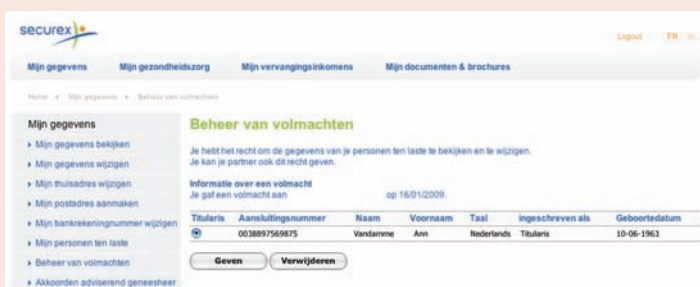 securex
Logout FR NL
Mijn gegevens Mijn gezondheidszorg Mijn vervangingsinkomens Mijn documenten & brochures
Home Mijn gegevens Beheer van volmachten
Mijn gegevens
Mijn gegevens bekijken
Mijn gegevens wijzigen
Mijn thuisadres wijzigen
Mijn postadres aanmaken
Mijn bankrekeningnummer wijzigen
Mijn personen ten laste
Beheer van volmachten
Akkoorden adviserend geneesheer
Beheer van volmachten
Je hebt het recht om de gegevens van je personen ten laste te bekijken en te wijzigen.
Je kan je partner ook dit recht geven.
Informatie over een volmacht
Je gaf een volmacht aan op 16/01/2009.
Titularis Aansluitingsnummer Naam Voornaam Taal ingeschreven als Geboortedatum
0038897569875 Vandamme Ann Nederlands Titularis 10-06-1963
Geven Verwijderen